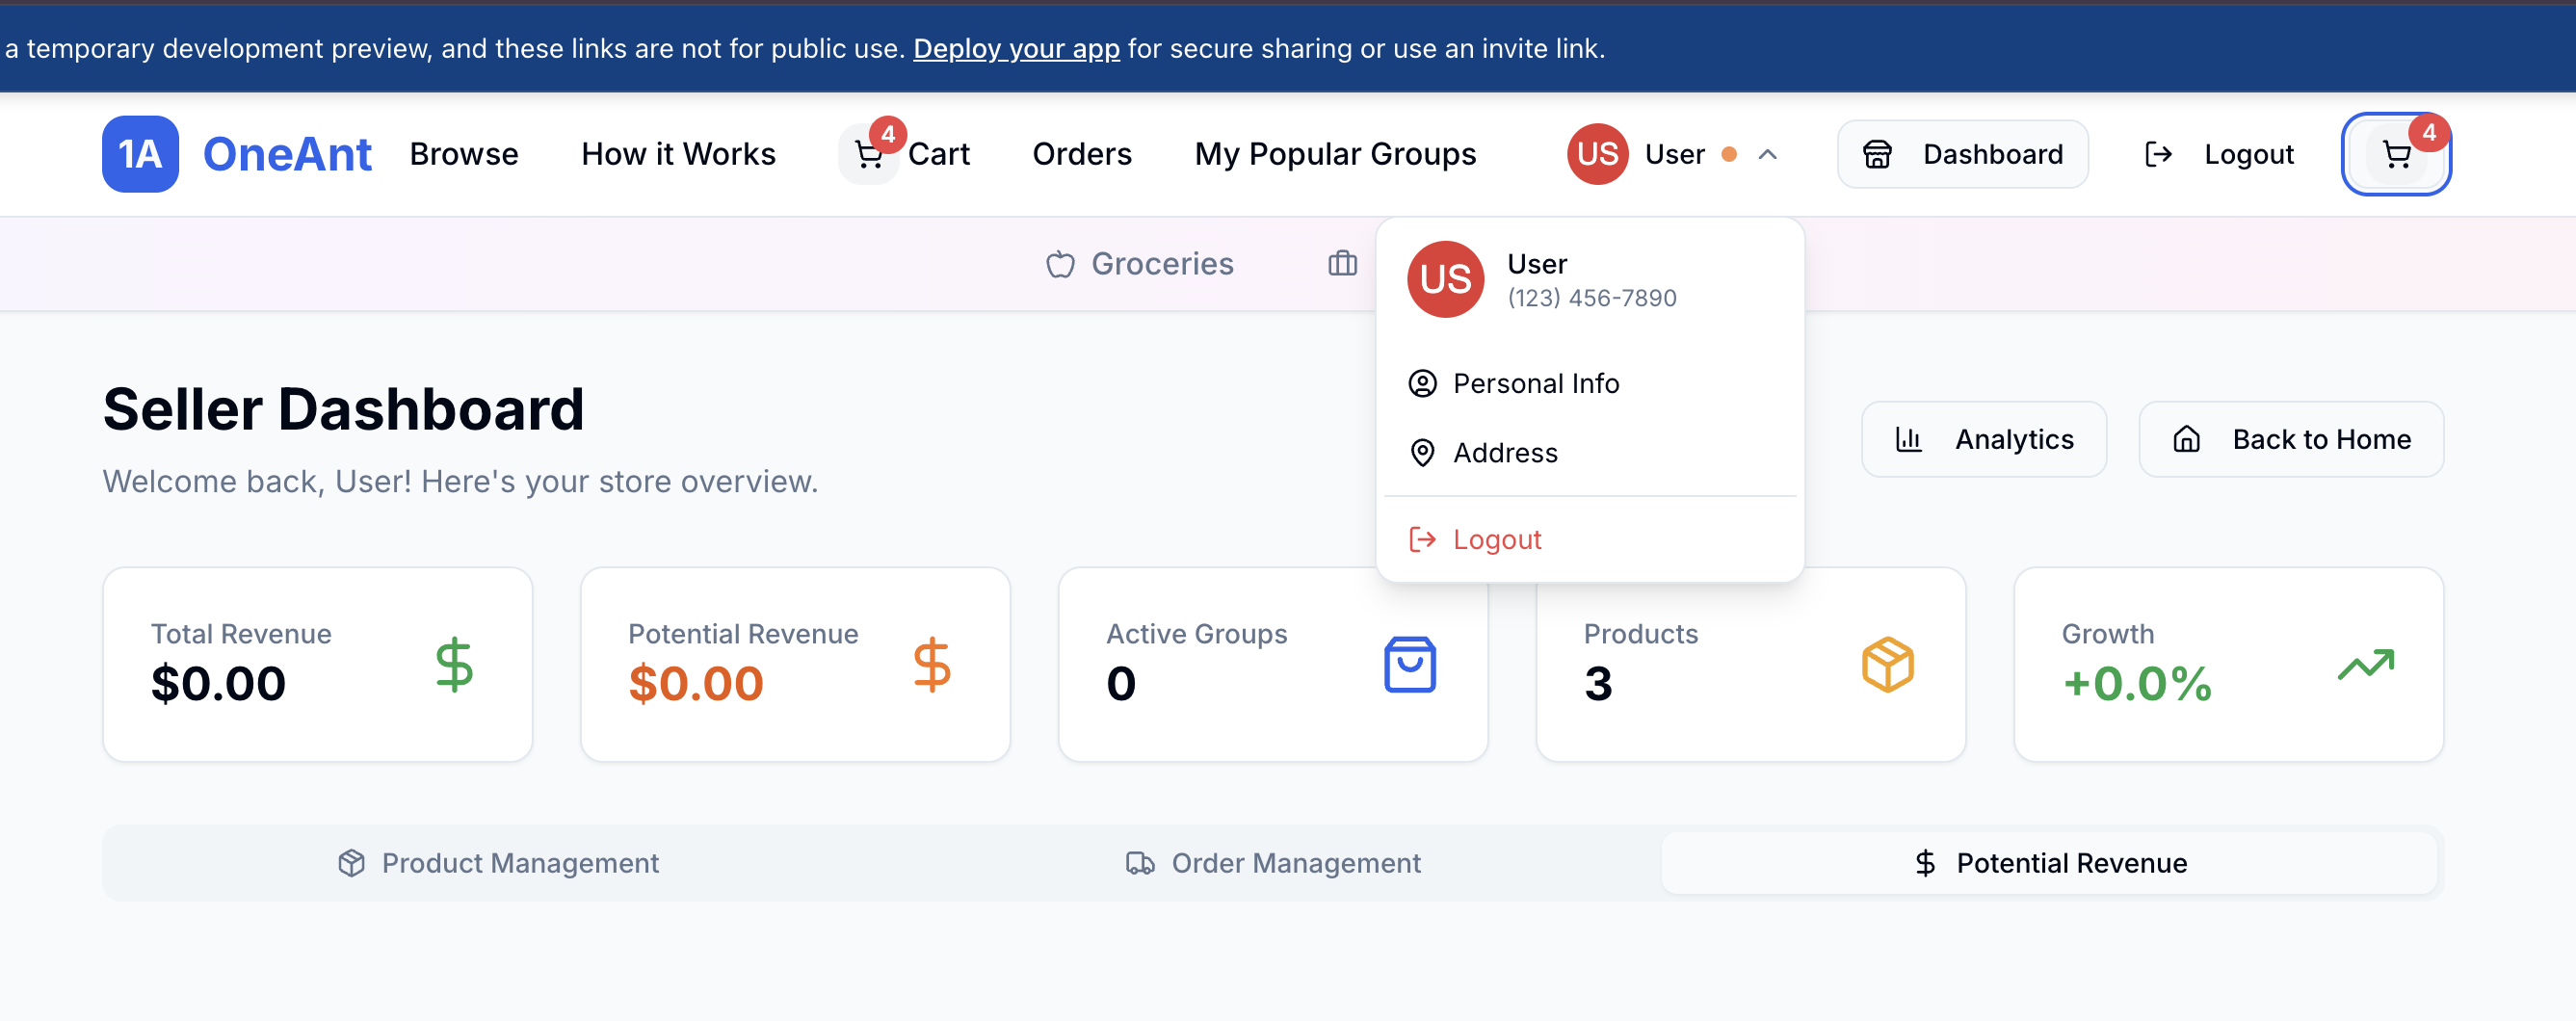 a temporary development preview, and these links are not for public use. Deploy your app for secure sharing or use an invite link.
1A OneAnt Browse How it Works 4 Cart Orders My Popular Groups US User Dashboard Logout 4
Groceries
US User
(123) 456-7890
Personal Info
Address
Logout
Seller Dashboard
Welcome back, User! Here's your store overview.
Analytics Back to Home
Total Revenue
$0.00
Potential Revenue
$0.00
Active Groups
0
Products
3
Growth
+0.0%
Product Management Order Management Potential Revenue